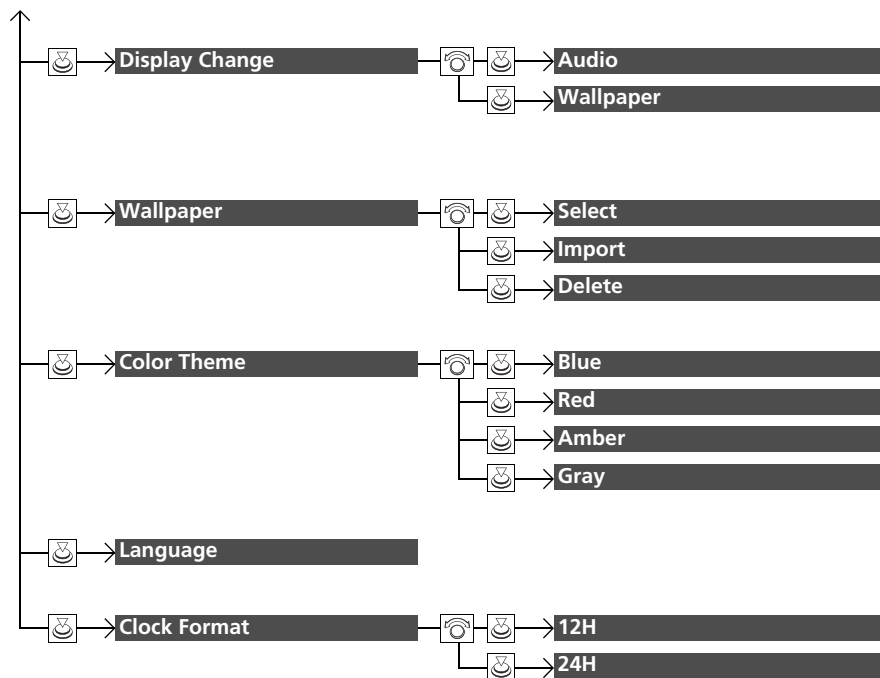 Display Change
Audio
Wallpaper
Wallpaper
Select
Import
Delete
Color Theme
Blue
Red
Amber
Gray
Language
Clock Format
12H
24H